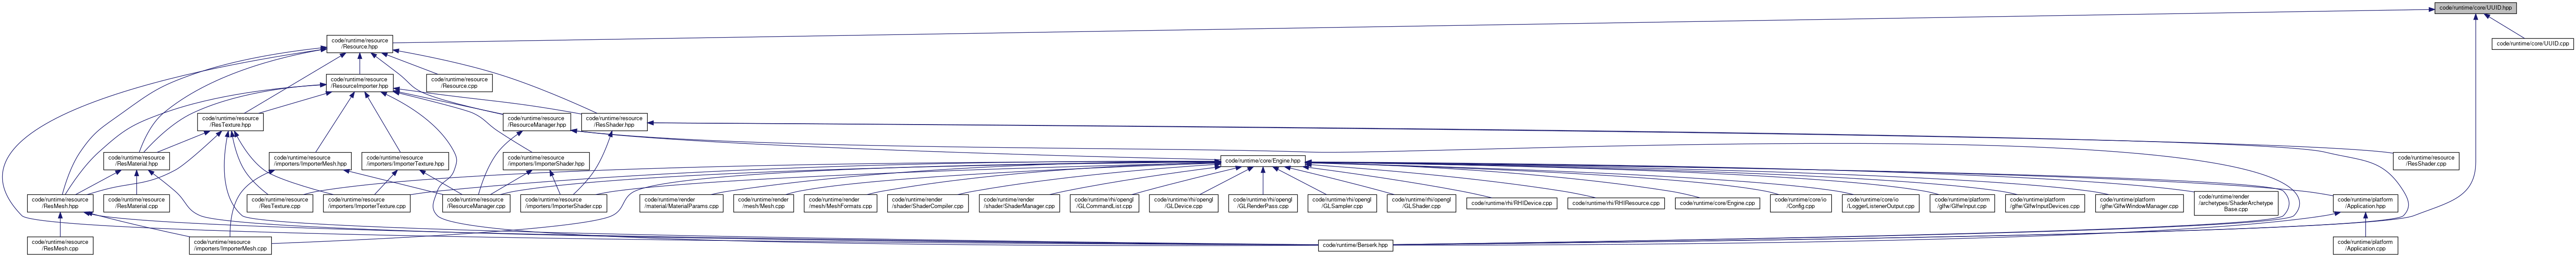 code/runtime/core/UUID.hpp
code/runtime/resource
/Resource.hpp
code/runtime/core/UUID.cpp
code/runtime/resource
/ResourceImporter.hpp
code/runtime/resource
/Resource.cpp
code/runtime/resource
/ResTexture.hpp
code/runtime/resource
/ResourceManager.hpp
code/runtime/resource
/ResShader.hpp
code/runtime/resource
/ResMaterial.hpp
code/runtime/resource
/importers/ImporterMesh.hpp
code/runtime/resource
/importers/ImporterTexture.hpp
code/runtime/resource
/importers/ImporterShader.hpp
code/runtime/core/Engine.hpp
code/runtime/resource
/ResShader.cpp
code/runtime/resource
/ResMesh.hpp
code/runtime/resource
/ResMaterial.cpp
code/runtime/resource
/ResTexture.cpp
code/runtime/resource
/importers/ImporterTexture.cpp
code/runtime/resource
/ResourceManager.cpp
code/runtime/resource
/importers/ImporterShader.cpp
code/runtime/render
/material/MaterialParams.cpp
code/runtime/render
/mesh/Mesh.cpp
code/runtime/render
/mesh/MeshFormats.cpp
code/runtime/render
/shader/ShaderCompiler.cpp
code/runtime/render
/shader/ShaderManager.cpp
code/runtime/rhi/opengl
/GLCommandList.cpp
code/runtime/rhi/opengl
/GLDevice.cpp
code/runtime/rhi/opengl
/GLRenderPass.cpp
code/runtime/rhi/opengl
/GLSampler.cpp
code/runtime/rhi/opengl
/GLShader.cpp
code/runtime/rhi/RHIDevice.cpp
code/runtime/rhi/RHIResource.cpp
code/runtime/core/Engine.cpp
code/runtime/core/io
/Config.cpp
code/runtime/core/io
/LoggerListenerOutput.cpp
code/runtime/platform
/glfw/GlfwInput.cpp
code/runtime/platform
/glfw/GlfwInputDevices.cpp
code/runtime/platform
/glfw/GlfwWindowManager.cpp
code/runtime/render
/archetypes/ShaderArchetype
Base.cpp
code/runtime/platform
/Application.hpp
code/runtime/resource
/ResMesh.cpp
code/runtime/resource
/importers/ImporterMesh.cpp
code/runtime/Berserk.hpp
code/runtime/platform
/Application.cpp